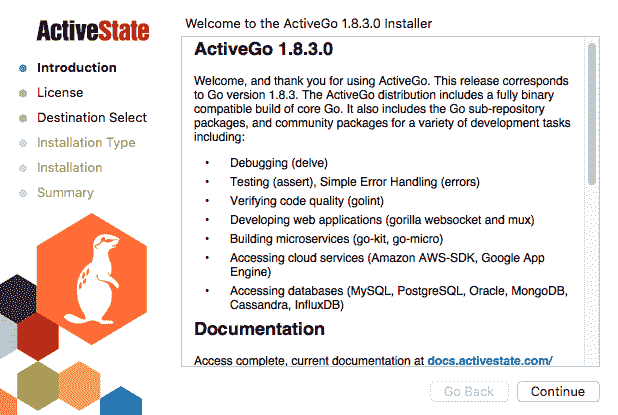 ActiveState
Welcome to the ActiveGo 1.8.3.0 Installer
Introduction
License
Destination Select
Installation Type
Installation
Summary
ActiveGo 1.8.3.0
Welcome, and thank you for using ActiveGo. This release corresponds
to Go version 1.8.3. The ActiveGo distribution includes a fully binary
compatible build of core Go. It also includes the Go sub-repository
packages, and community packages for a variety of development tasks
including:
• Debugging (delve)
• Testing (assert), Simple Error Handling (errors)
• Verifying code quality (golint)
• Developing web applications (gorilla websocket and mux)
• Building microservices (go-kit, go-micro)
• Accessing cloud services (Amazon AWS-SDK, Google App
Engine)
• Accessing databases (MySQL, PostgreSQL, Oracle, MongoDB,
Cassandra, InfluxDB)
Documentation
Access complete, current documentation at docs.activestate.com/
Go Back
Continue